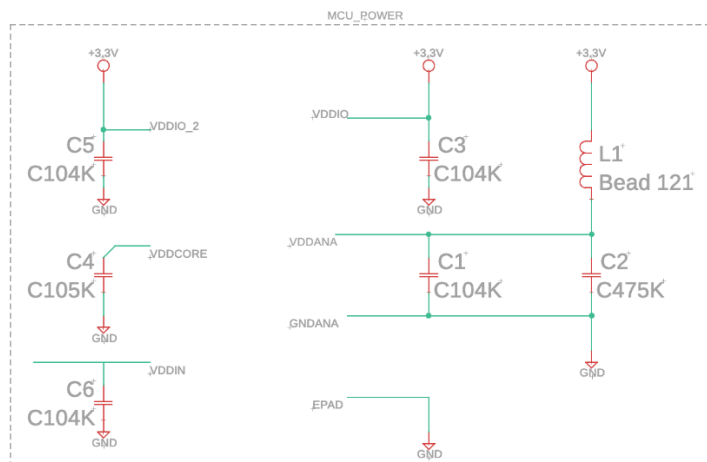 MCU_POWER
+3,3V
+3,3V
+3,3V
VDDIO_2
VDDIO
C5
C104K
GND
C3
C104K
GND
L1
Bead 121
VDDANA
VDDCORE
C4
C105K
GND
C1
C104K
C2
C475K
GNDANA
GND
VDDIN
C6
C104K
GND
EPAD
GND